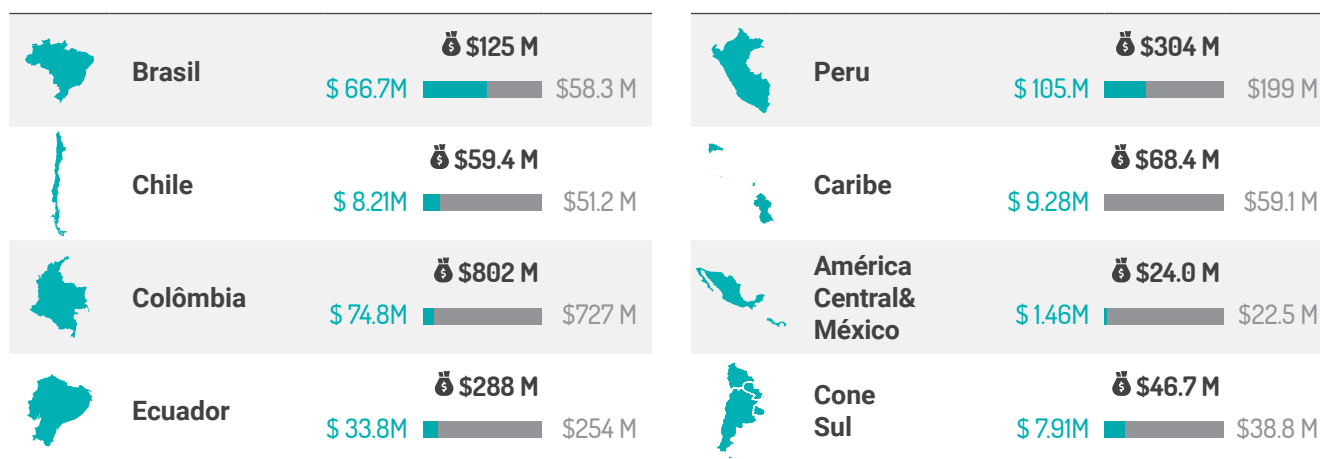 Brasil
$125 M
$ 66.7M
$58.3 M
Chile
$59.4 M
$ 8.21M
$51.2 M
Colômbia
$802 M
$ 74.8M
$727 M
Ecuador
$288 M
$ 33.8M
$254 M
Peru
$304 M
$ 105.M
$199 M
Caribe
$68.4 M
$ 9.28M
$59.1 M
América
Central&
México
$24.0 M
$ 1.46M
$22.5 M
Cone
Sul
$46.7 M
$ 7.91M
$38.8 M